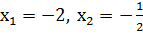 x₁ = −2, x₂ = −1/2